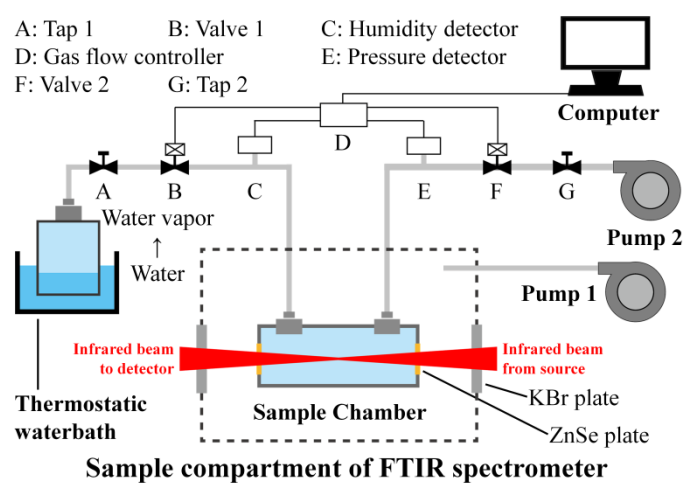 A: Tap 1 B: Valve 1 C: Humidity detector
D: Gas flow controller E: Pressure detector
F: Valve 2 G: Tap 2
Computer
D
A B C E F G
Water vapor
↑
Water
Pump 2
Pump 1
Infrared beam
to detector
Infrared beam
from source
Thermostatic
waterbath
Sample Chamber
KBr plate
ZnSe plate
Sample compartment of FTIR spectrometer